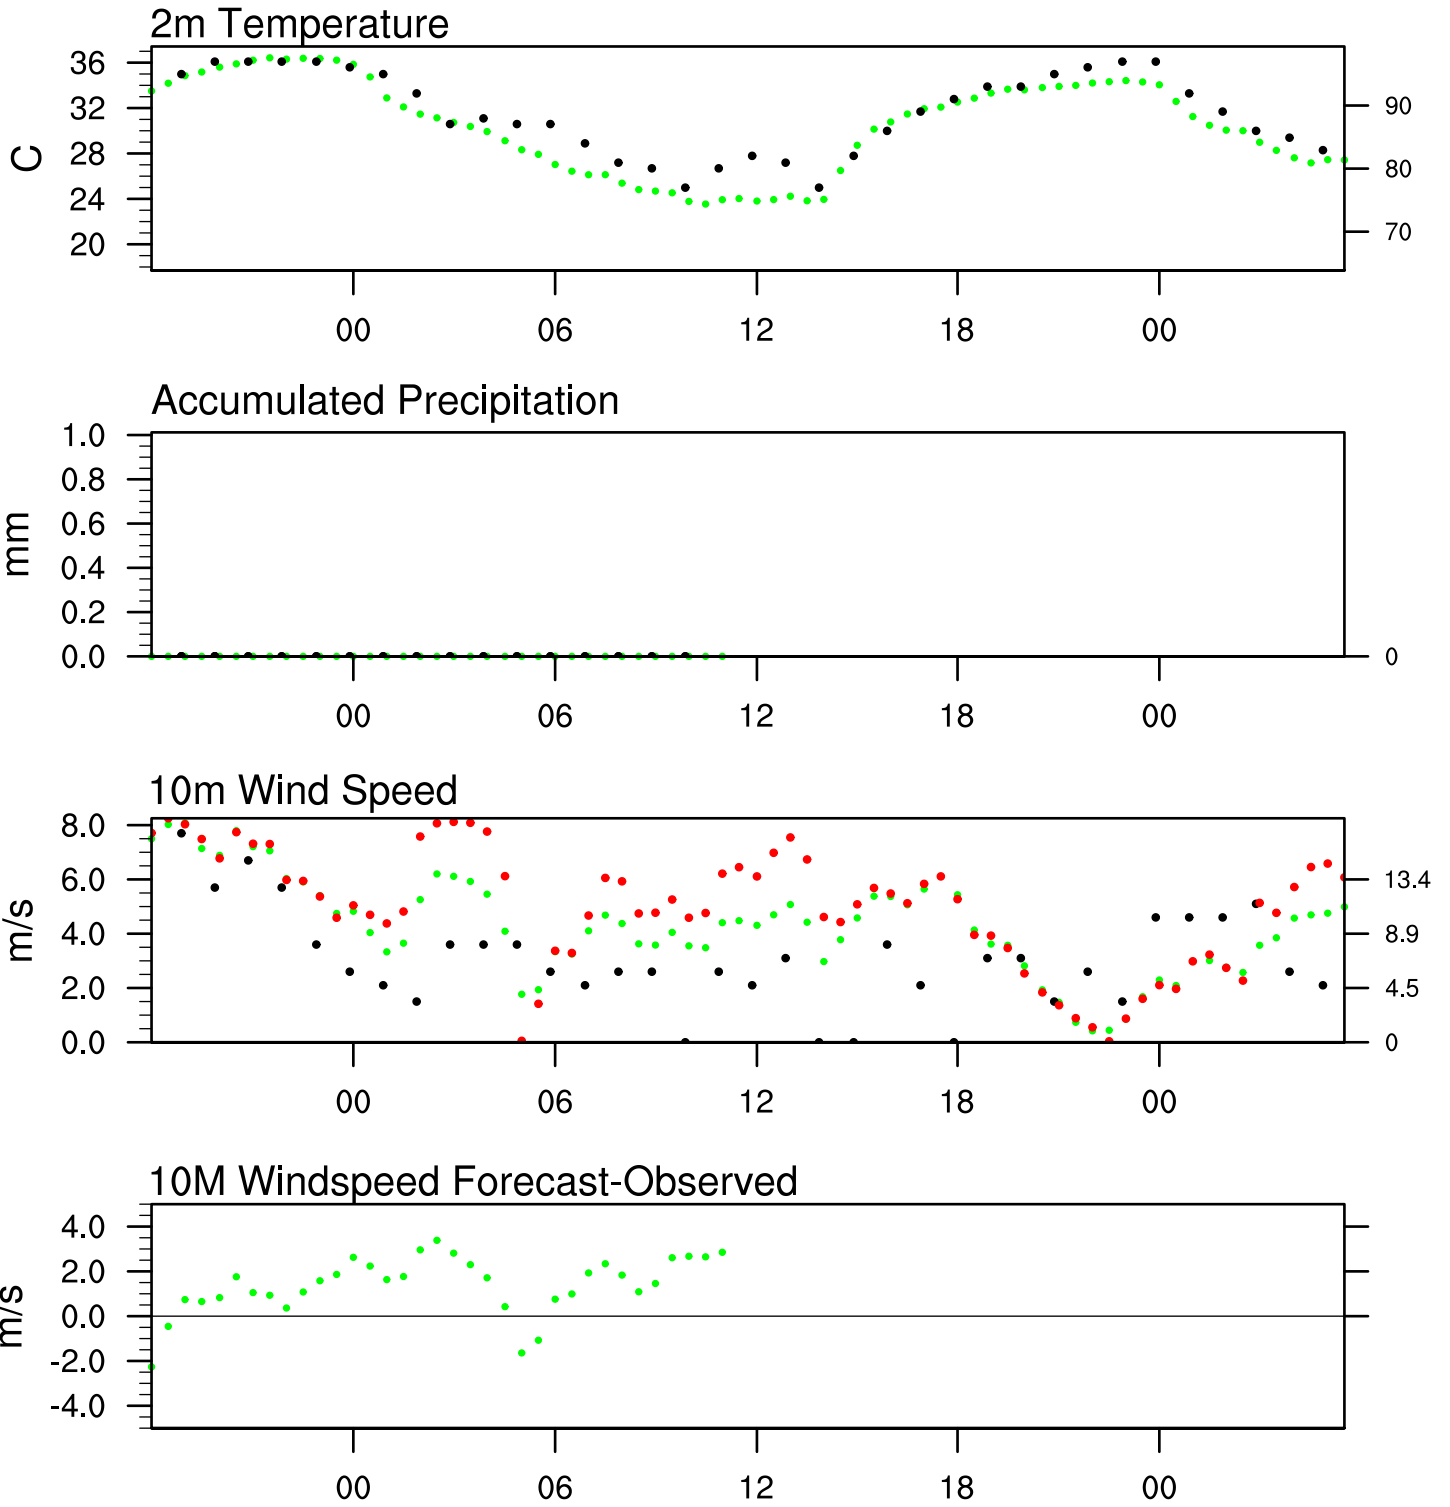 2m Temperature
36
32
28
24
20
C
90
80
70
00 06 12 18 00
Accumulated Precipitation
1.0
0.8
0.6
0.4
0.2
0.0
mm
0
00 06 12 18 00
10m Wind Speed
8.0
6.0
4.0
2.0
0.0
m/s
13.4
8.9
4.5
0
00 06 12 18 00
10M Windspeed Forecast-Observed
4.0
2.0
0.0
-2.0
-4.0
m/s
00 06 12 18 00